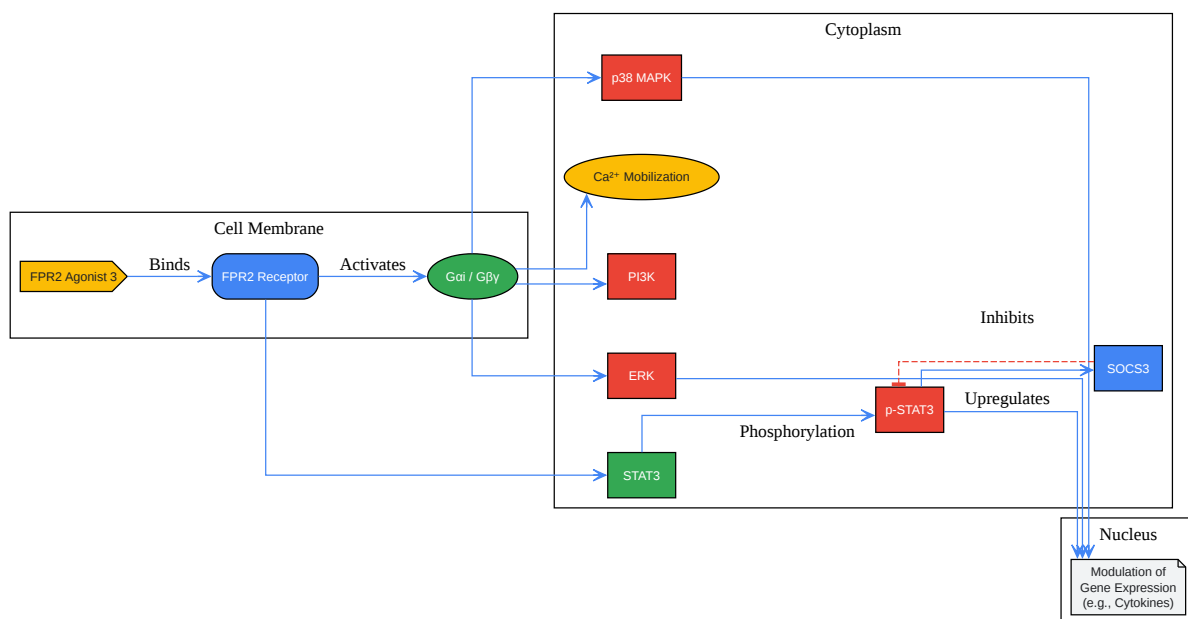 Cytoplasm
p38 MAPK
Ca²⁺ Mobilization
Cell Membrane
FPR2 Agonist 3
Binds
FPR2 Receptor
Activates
Gαi / Gβγ
PI3K
Inhibits
ERK
SOCS3
p-STAT3
Upregulates
Phosphorylation
STAT3
Nucleus
Modulation of
Gene Expression
(e.g., Cytokines)